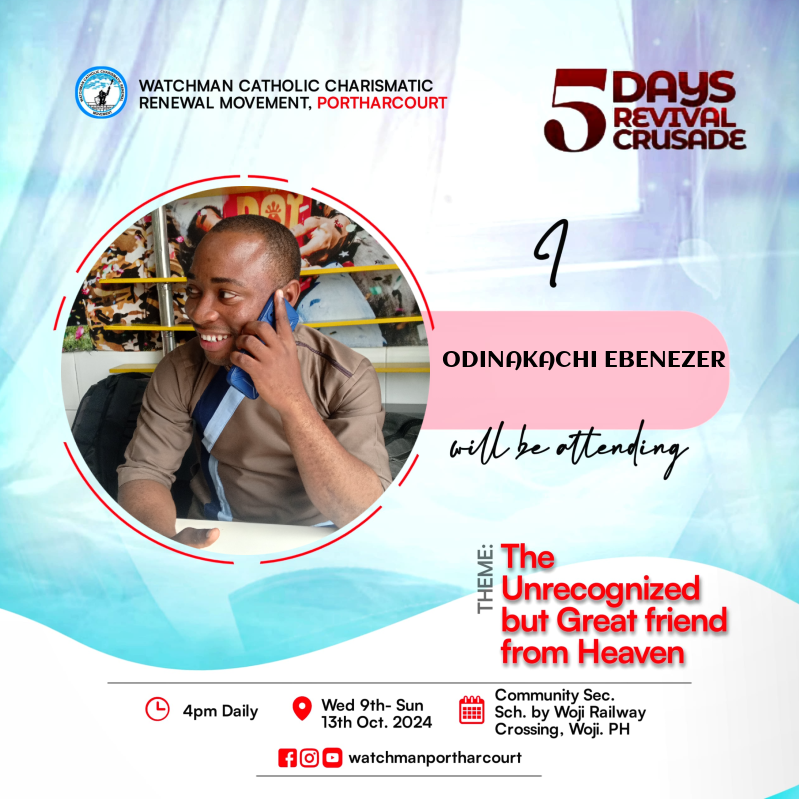 WATCHMAN CATHOLIC CHARISMATIC
RENEWAL MOVEMENT, PORTHARCOURT
5 DAYS
REVIVAL
CRUSADE
I
ODINAKACHI EBENEZER
will be attending
THEME:
The
Unrecognized
but Great friend
from Heaven
4pm Daily
Wed 9th- Sun
13th Oct. 2024
Community Sec.
Sch. by Woji Railway
Crossing, Woji. PH
watchmanportharcourt